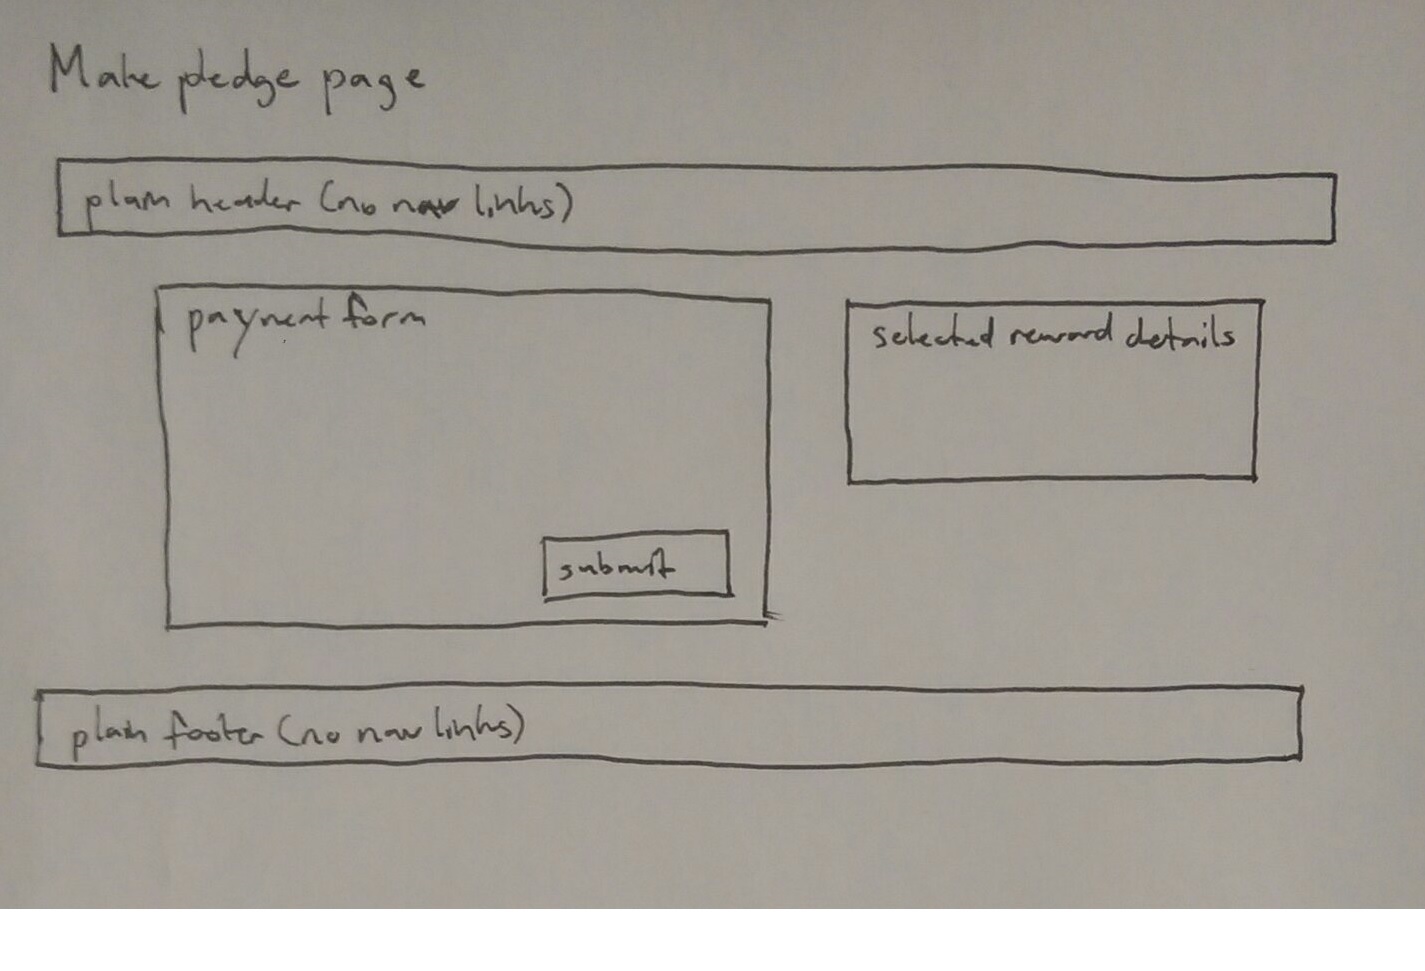 Make pledge page
plain header (no nav links)
payment form
selected reward details
submit
plain footer (no nav links)